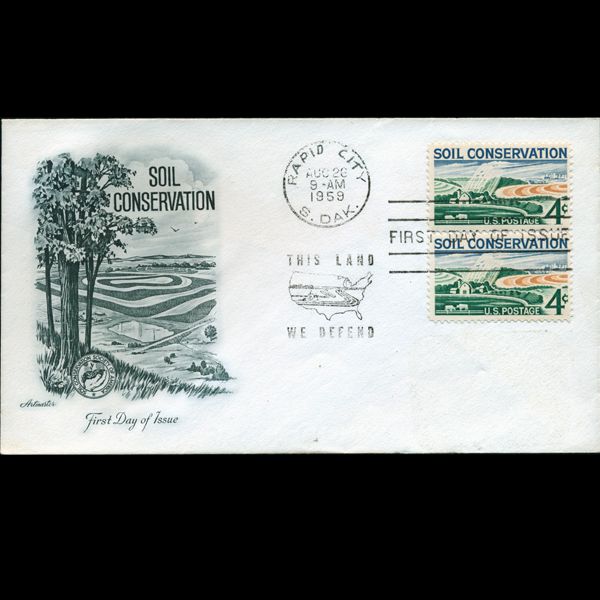 SOIL
CONSERVATION
Artmaster
First Day of Issue
RAPID CITY
AUG 26
9-AM
1959
S. DAK.
THIS LAND
WE DEFEND
SOIL CONSERVATION
U.S. POSTAGE 4¢
FIRST DAY OF ISSUE
SOIL CONSERVATION
U.S. POSTAGE 4¢